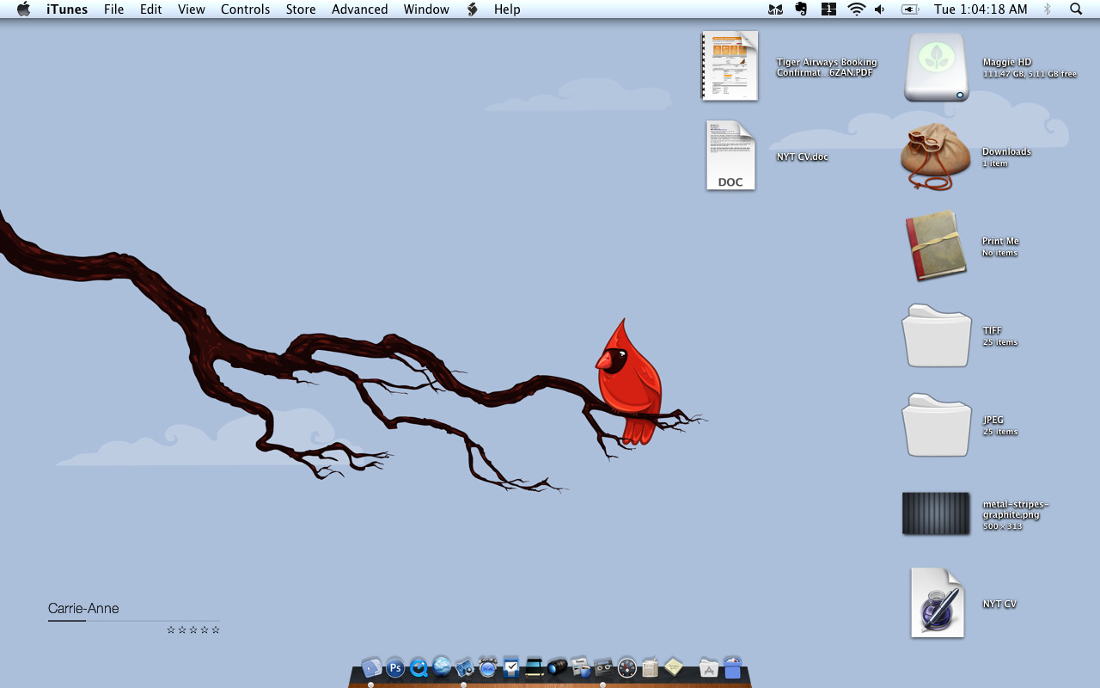 iTunes File Edit View Controls Store Advanced Window Help
1 Tue 1:04:18 AM
Tiger Airways Booking
Confirmat...6ZAN.PDF
Maggie HD
111.47 GB, 5.11 GB free
DOC
NYT CV.doc
Downloads
1 item
Print Me
No items
TIFF
25 items
JPEG
25 items
metal-stripes-
graphite.png
500×313
NYT CV
Carrie-Anne
☆☆☆☆☆
Ps